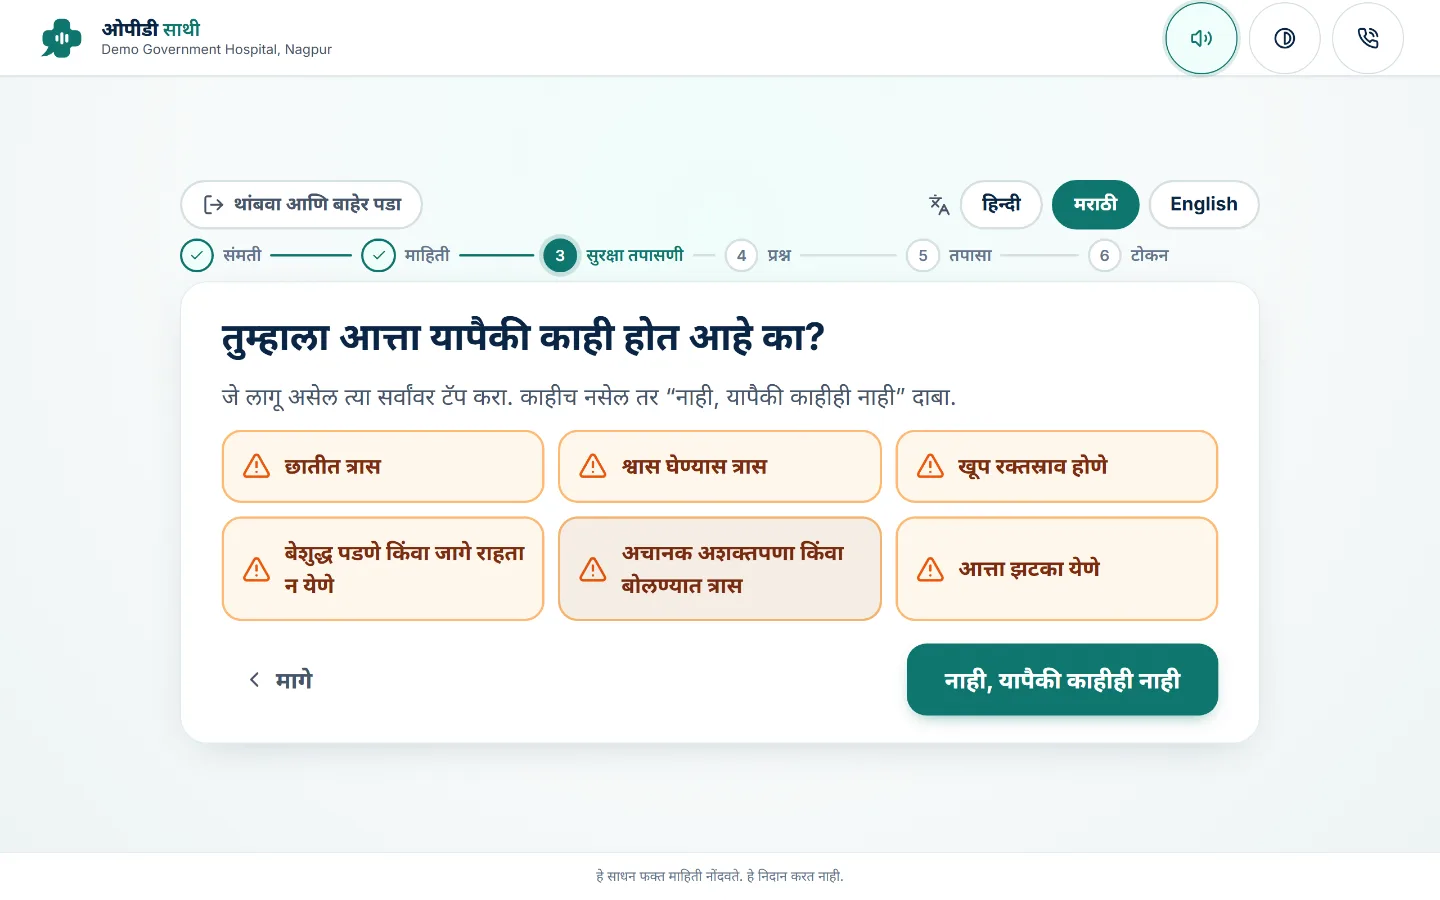 ओपीडी साथी
Demo Government Hospital, Nagpur
थांबवा आणि बाहेर पडा
हिन्दी
मराठी
English
संमती
माहिती
3 सुरक्षा तपासणी
4 प्रश्न
5 तपासा
6 टोकन
तुम्हाला आत्ता यापैकी काही होत आहे का?
जे लागू असेल त्या सर्वांवर टॅप करा. काहीच नसेल तर “नाही, यापैकी काहीही नाही” दाबा.
छातीत त्रास
श्वास घेण्यास त्रास
खूप रक्तस्राव होणे
बेशुद्ध पडणे किंवा जागे राहता
न येणे
अचानक अशक्तपणा किंवा
बोलण्यात त्रास
आत्ता झटका येणे
मागे
नाही, यापैकी काहीही नाही
हे साधन फक्त माहिती नोंदवते. हे निदान करत नाही.